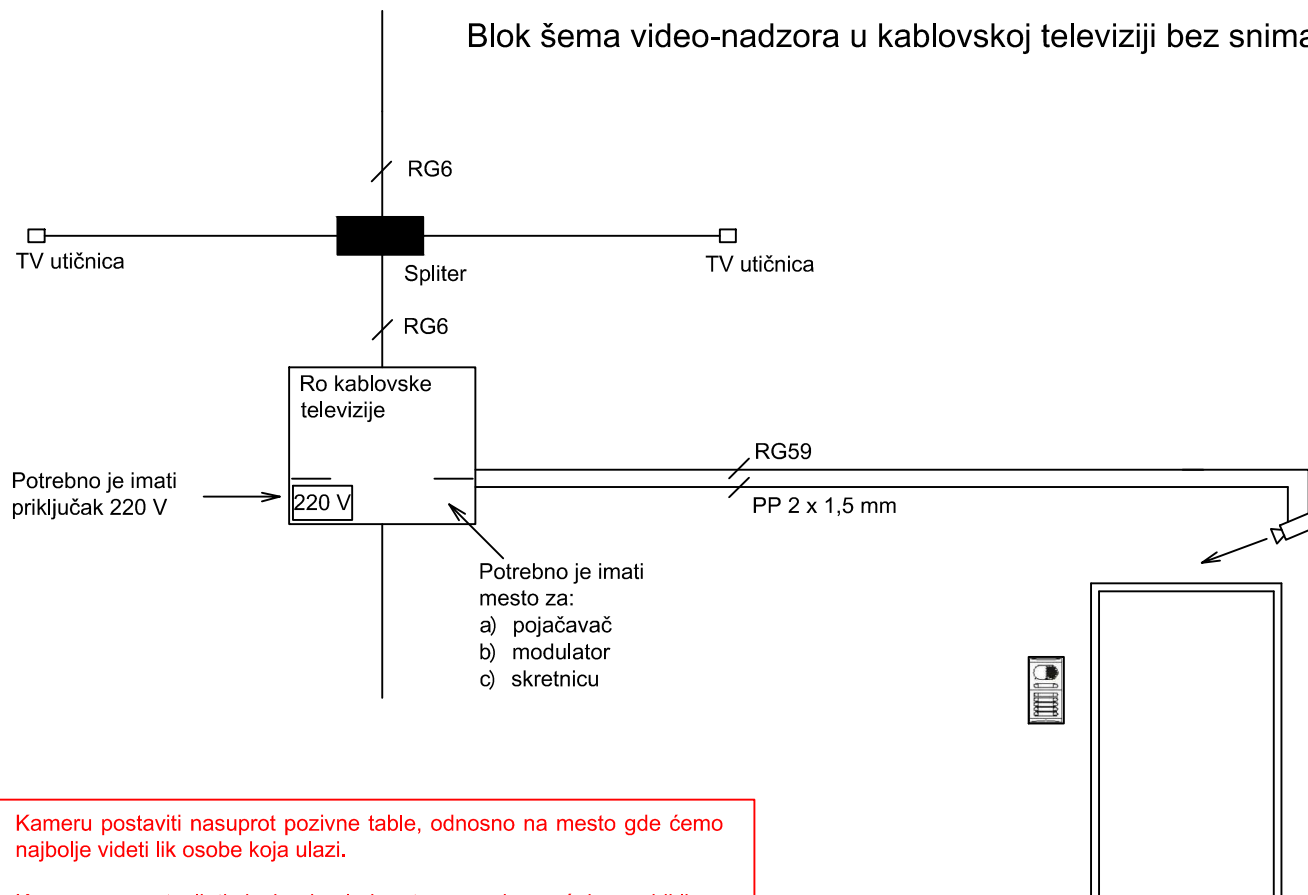 Blok šema video-nadzora u kablovskoj televiziji bez
RG6
TV utičnica
Spliter
TV utičnica
RG6
Ro kablovske
televizije
RG59
Potrebno je imati
priključak 220 V
220 V
PP 2 x 1,5 mm
Potrebno je imati
mesto za:
a) pojačavač
b) modulator
c) skretnicu
Kameru postaviti nasuprot pozivne table, odnosno na mesto gde ćemo
najbolje videti lik osobe koja ulazi.